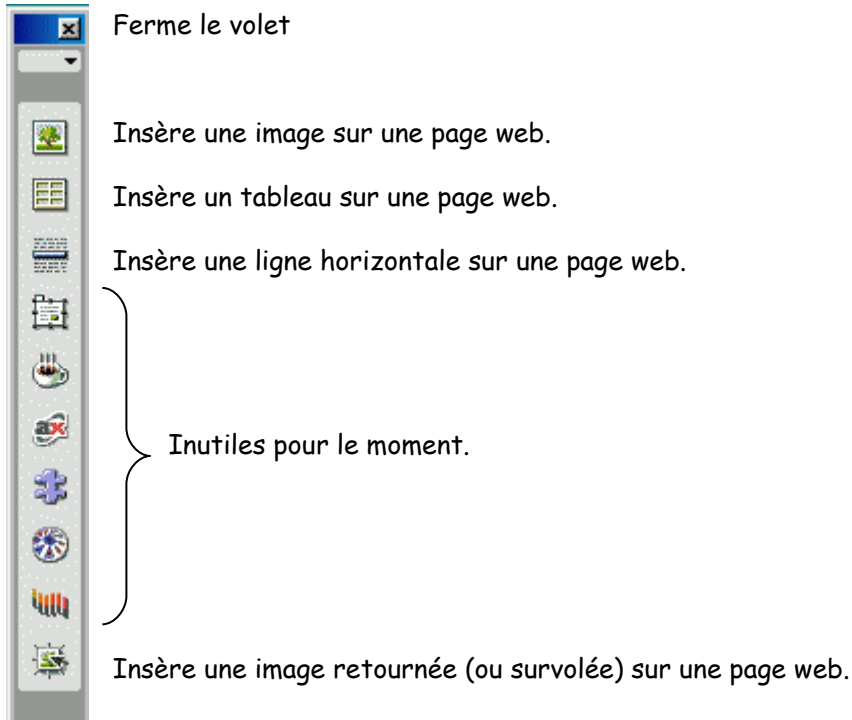 Ferme le volet
Insère une image sur une page web.
Insère un tableau sur une page web.
Insère une ligne horizontale sur une page web.
Inutiles pour le moment.
Insère une image retournée (ou survolée) sur une page web.